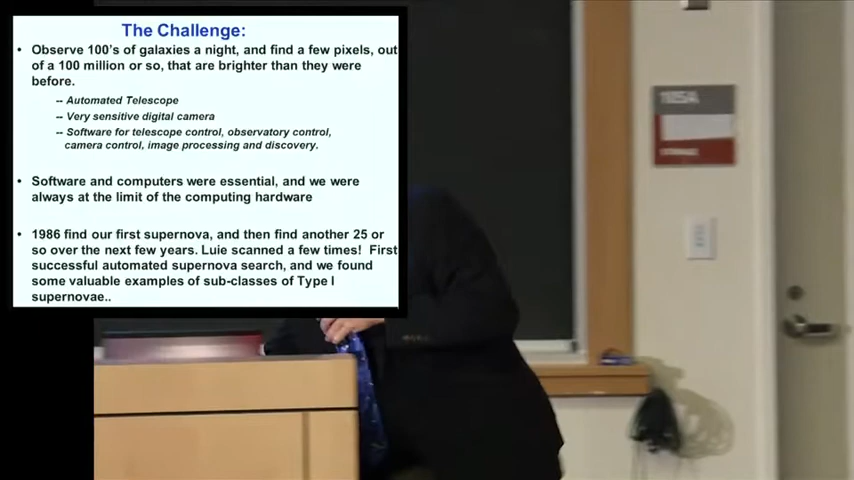 The Challenge:
• Observe 100's of galaxies a night, and find a few pixels, out
of a 100 million or so, that are brighter than they were
before.
-- Automated Telescope
-- Very sensitive digital camera
-- Software for telescope control, observatory control,
camera control, image processing and discovery.
• Software and computers were essential, and we were
always at the limit of the computing hardware
• 1986 find our first supernova, and then find another 25 or
so over the next few years. Luie scanned a few times! First
successful automated supernova search, and we found
some valuable examples of sub-classes of Type I
supernovae..
105A